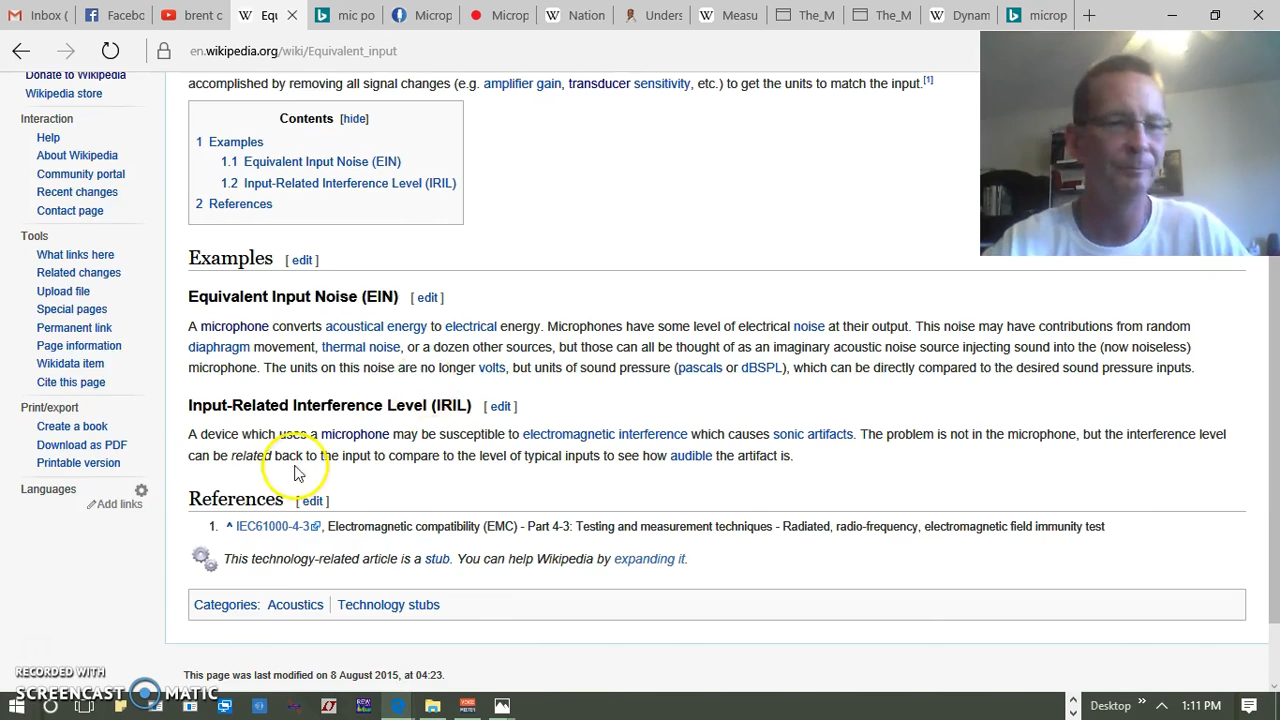 Inbox (
Facebo
brent c
Equ
mic po
Microp
Microp
Nation
Unders
Measu
The_M
The_M
Dynam
microp
en.wikipedia.org/wiki/Equivalent_input
Donate to Wikipedia
Wikipedia store
Interaction
Help
About Wikipedia
Community portal
Recent changes
Contact page
Tools
What links here
Related changes
Upload file
Special pages
Permanent link
Page information
Wikidata item
Cite this page
Print/export
Create a book
Download as PDF
Printable version
Languages
Add links
accomplished by removing all signal changes (e.g. amplifier gain, transducer sensitivity, etc.) to get the units to match the input.[1]
Contents [hide]
1 Examples
1.1 Equivalent Input Noise (EIN)
1.2 Input-Related Interference Level (IRIL)
2 References
Examples [ edit ]
Equivalent Input Noise (EIN) [ edit ]
A microphone converts acoustical energy to electrical energy. Microphones have some level of electrical noise at their output. This noise may have contributions from random
diaphragm movement, thermal noise, or a dozen other sources, but those can all be thought of as an imaginary acoustic noise source injecting sound into the (now noiseless)
microphone. The units on this noise are no longer volts, but units of sound pressure (pascals or dBSPL), which can be directly compared to the desired sound pressure inputs.
Input-Related Interference Level (IRIL) [ edit ]
A device which uses a microphone may be susceptible to electromagnetic interference which causes sonic artifacts. The problem is not in the microphone, but the interference level
can be related back to the input to compare to the level of typical inputs to see how audible the artifact is.
References [ edit ]
1. ^ IEC61000-4-3, Electromagnetic compatibility (EMC) - Part 4-3: Testing and measurement techniques - Radiated, radio-frequency, electromagnetic field immunity test
This technology-related article is a stub. You can help Wikipedia by expanding it.
Categories: Acoustics | Technology stubs
This page was last modified on 8 August 2015, at 04:23.
RECORDED WITH
SCREENCAST MATIC
Desktop
1:11 PM